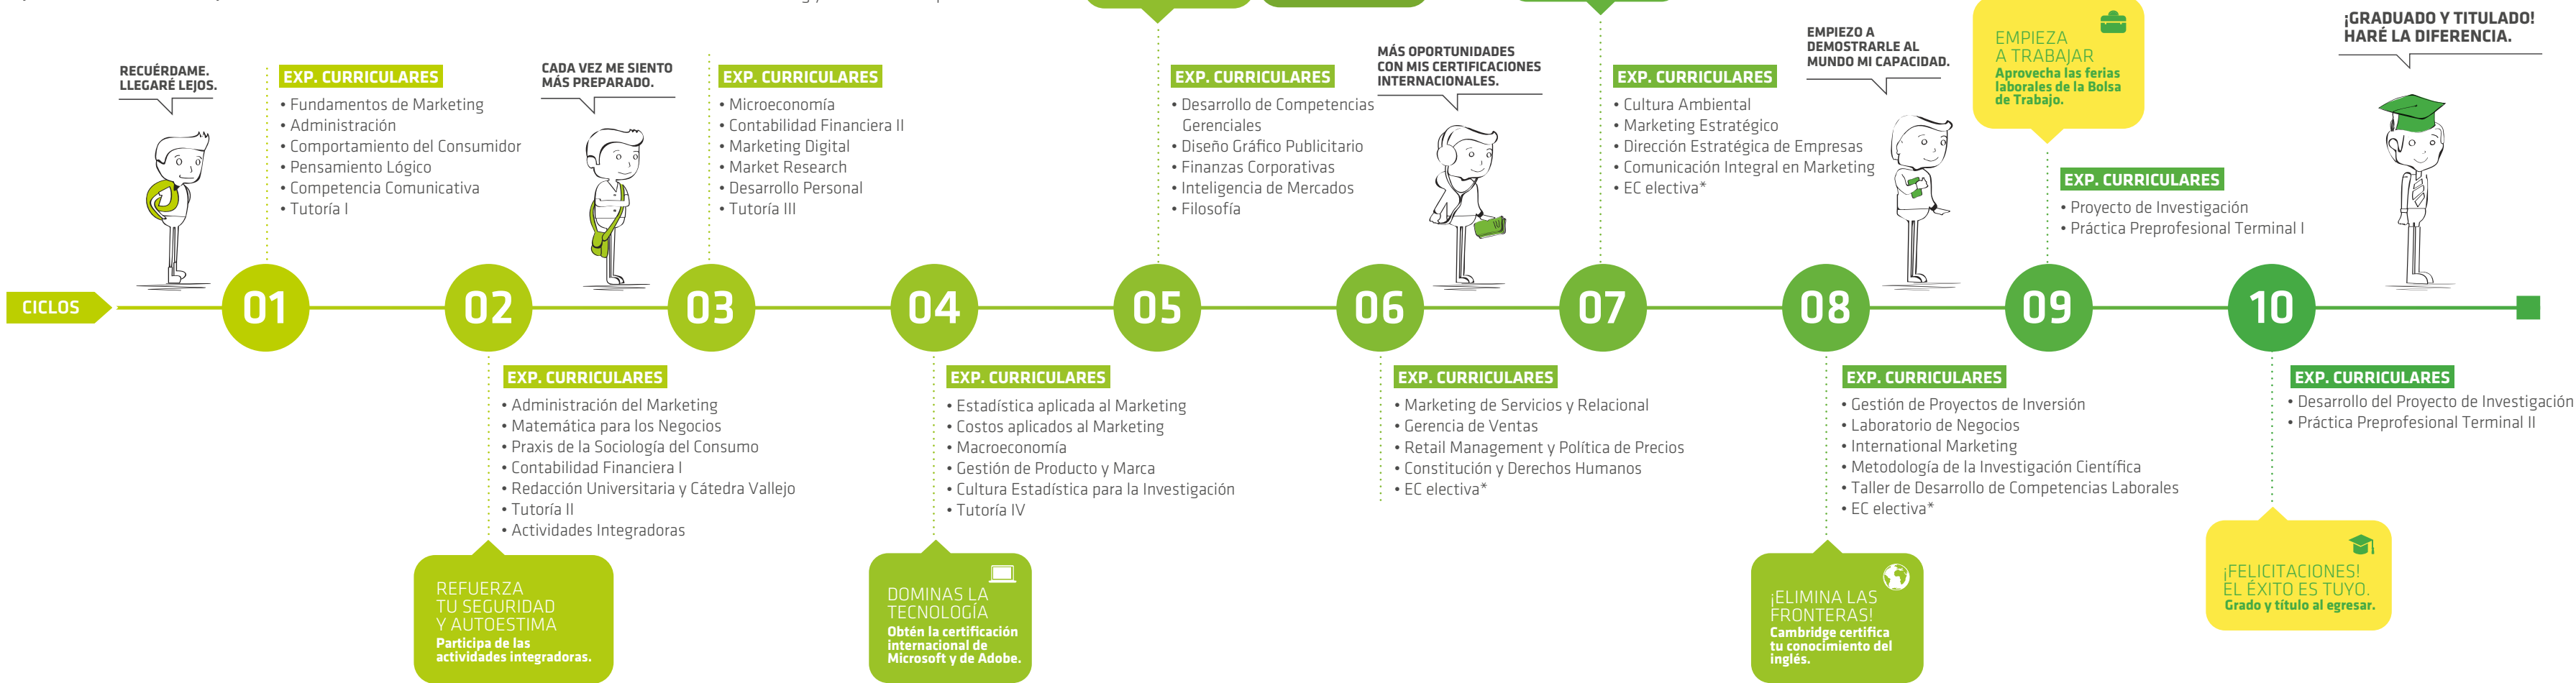 RECUÉRDAME.
LLEGARÉ LEJOS.
EXP. CURRICULARES
• Fundamentos de Marketing
• Administración
• Comportamiento del Consumidor
• Pensamiento Lógico
• Competencia Comunicativa
• Tutoría I
CADA VEZ ME SIENTO
MÁS PREPARADO.
EXP. CURRICULARES
• Microeconomía
• Contabilidad Financiera II
• Marketing Digital
• Market Research
• Desarrollo Personal
• Tutoría III
EXP. CURRICULARES
• Desarrollo de Competencias
Gerenciales
• Diseño Gráfico Publicitario
• Finanzas Corporativas
• Inteligencia de Mercados
• Filosofía
MÁS OPORTUNIDADES
CON MIS CERTIFICACIONES
INTERNACIONALES.
EXP. CURRICULARES
• Cultura Ambiental
• Marketing Estratégico
• Dirección Estratégica de Empresas
• Comunicación Integral en Marketing
• EC electiva*
EMPIEZO A
DEMOSTRARLE AL
MUNDO MI CAPACIDAD.
EMPIEZA
A TRABAJAR
Aprovecha las ferias
laborales de la Bolsa
de Trabajo.
EXP. CURRICULARES
• Proyecto de Investigación
• Práctica Preprofesional Terminal I
¡GRADUADO Y TITULADO!
HARÉ LA DIFERENCIA.
CICLOS
01
02
03
04
05
06
07
08
09
10
EXP. CURRICULARES
• Administración del Marketing
• Matemática para los Negocios
• Praxis de la Sociología del Consumo
• Contabilidad Financiera I
• Redacción Universitaria y Cátedra Vallejo
• Tutoría II
• Actividades Integradoras
REFUERZA
TU SEGURIDAD
Y AUTOESTIMA
Participa de las
actividades integradoras.
EXP. CURRICULARES
• Estadística aplicada al Marketing
• Costos aplicados al Marketing
• Macroeconomía
• Gestión de Producto y Marca
• Cultura Estadística para la Investigación
• Tutoría IV
DOMINAS LA
TECNOLOGÍA
Obtén la certificación
internacional de
Microsoft y de Adobe.
EXP. CURRICULARES
• Marketing de Servicios y Relacional
• Gerencia de Ventas
• Retail Management y Política de Precios
• Constitución y Derechos Humanos
• EC electiva*
EXP. CURRICULARES
• Gestión de Proyectos de Inversión
• Laboratorio de Negocios
• International Marketing
• Metodología de la Investigación Científica
• Taller de Desarrollo de Competencias Laborales
• EC electiva*
¡ELIMINA LAS
FRONTERAS!
Cambridge certifica
tu conocimiento del
inglés.
EXP. CURRICULARES
• Desarrollo del Proyecto de Investigación
• Práctica Preprofesional Terminal II
¡FELICITACIONES!
EL ÉXITO ES TUYO.
Grado y título al egresar.